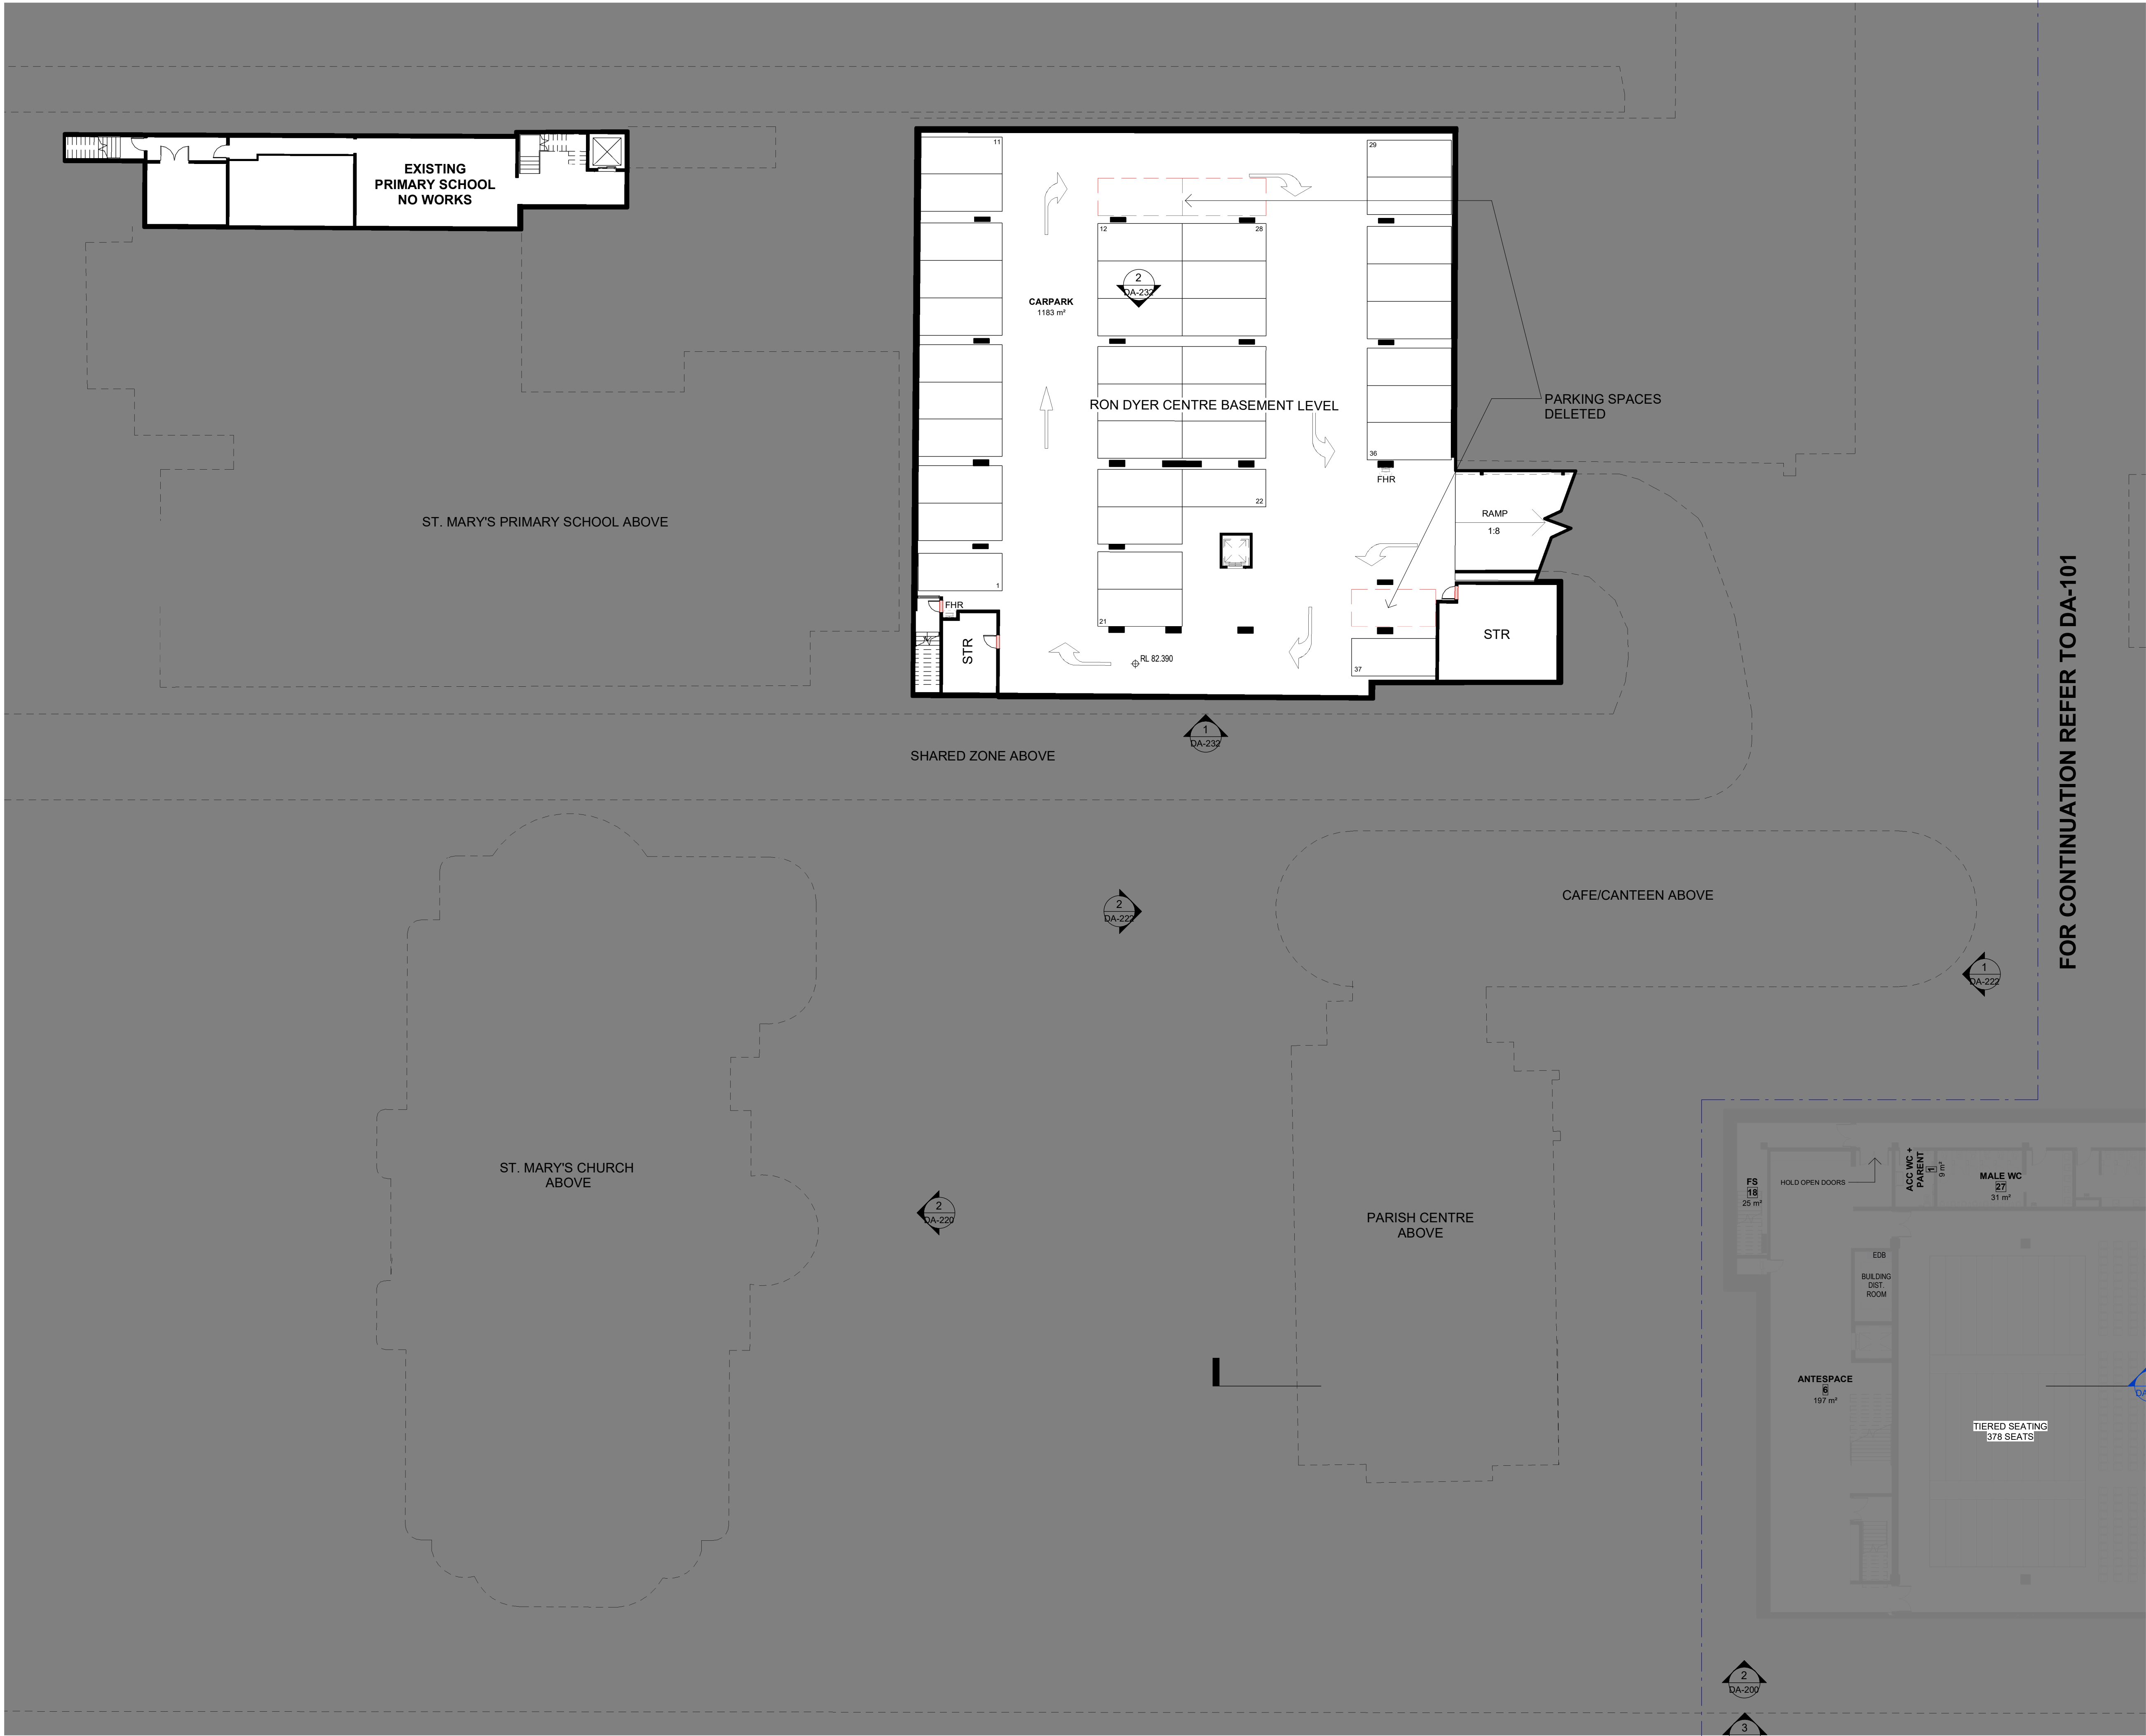 EXISTING
PRIMARY SCHOOL
NO WORKS
11
29
12
28
2
DA-232
CARPARK
1183 m²
RON DYER CENTRE BASEMENT LEVEL
PARKING SPACES
DELETED
36
FHR
22
RAMP
1:8
ST. MARY'S PRIMARY SCHOOL ABOVE
1
FHR
21
STR
STR
RL 82.390
37
1
DA-232
SHARED ZONE ABOVE
FOR CONTINUATION REFER TO DA-101
CAFE/CANTEEN ABOVE
2
DA-222
1
DA-222
ST. MARY'S CHURCH
ABOVE
2
DA-220
PARISH CENTRE
ABOVE
FS
18
25 m²
HOLD OPEN DOORS
ACC WC +
PARENT
1
9 m²
MALE WC
27
31 m²
EDB
BUILDING
DIST.
ROOM
ANTESPACE
6
197 m²
TIERED SEATING
378 SEATS
2
DA-200
3